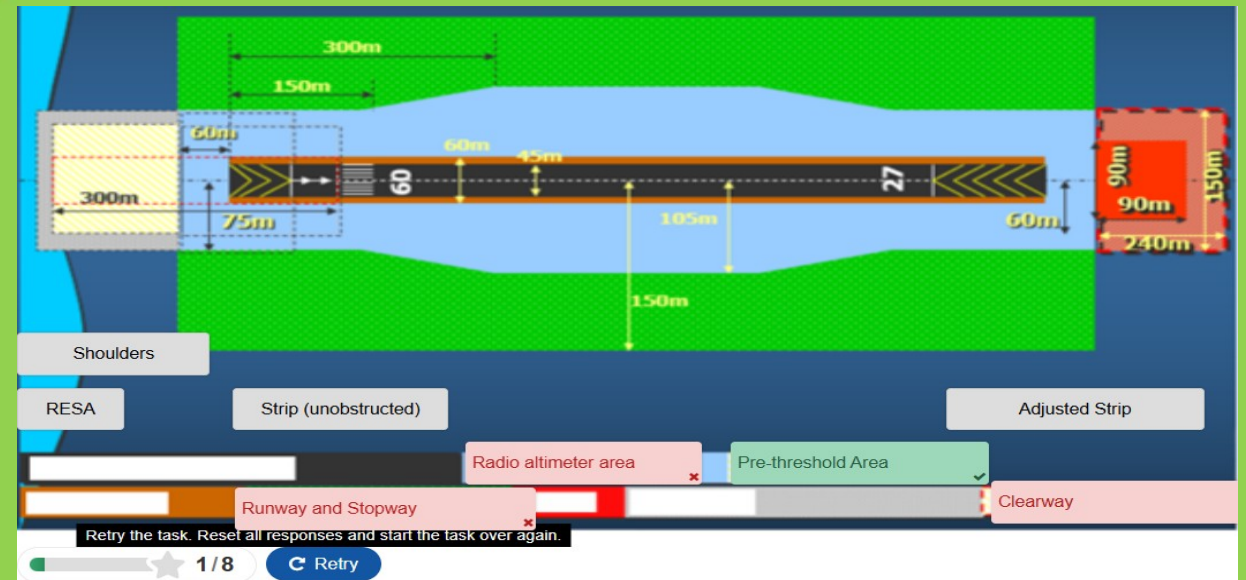 300m
150m
60m
60m
45m
60
27
300m
75m
105m
60m
90m
90m
150m
240m
150m
Shoulders
RESA
Strip (unobstructed)
Adjusted Strip
Radio altimeter area
Pre-threshold Area
Runway and Stopway
Clearway
Retry the task. Reset all responses and start the task over again.
1/8
Retry